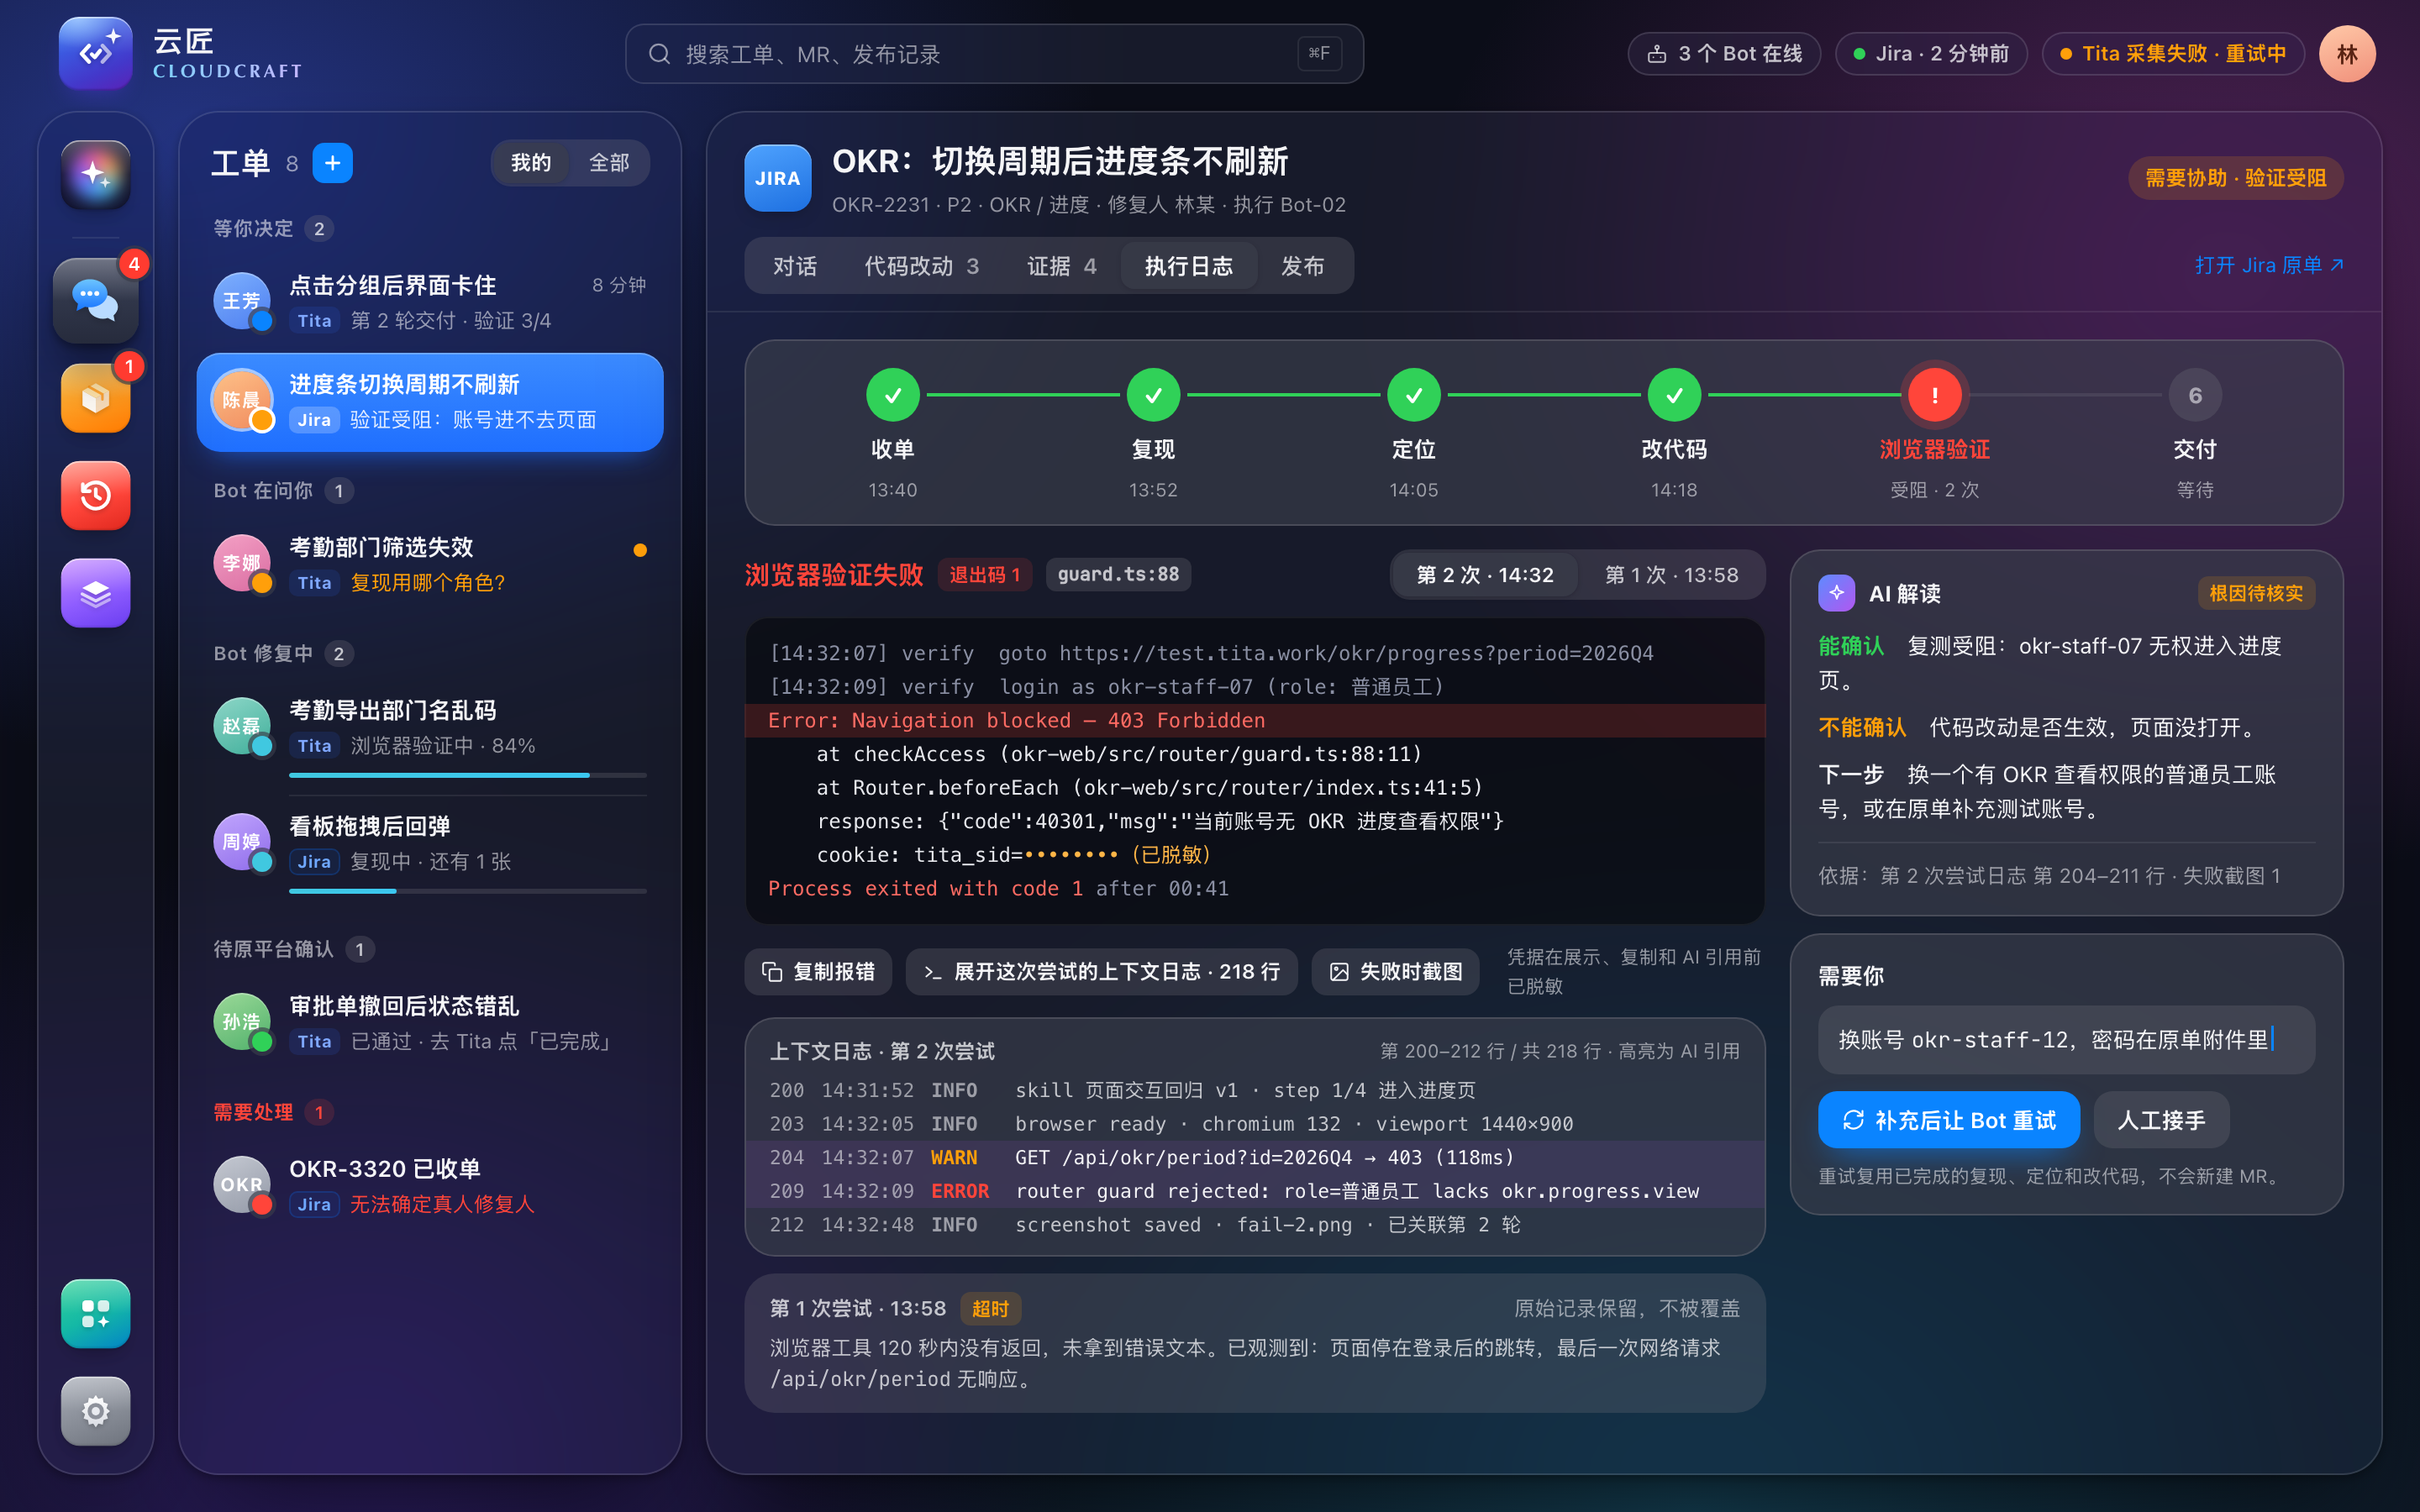 云匠
CLOUDCRAFT
搜索工单、MR、发布记录
⌘F
3 个 Bot 在线
Jira · 2 分钟前
Tita 采集失败 · 重试中
林
4
1
工单 8
我的 全部
等你决定 2
王芳
点击分组后界面卡住
8 分钟
Tita 第 2 轮交付 · 验证 3/4
陈晨
进度条切换周期不刷新
Jira 验证受阻：账号进不去页面
Bot 在问你 1
李娜
考勤部门筛选失效
Tita 复现用哪个角色？
Bot 修复中 2
赵磊
考勤导出部门名乱码
Tita 浏览器验证中 · 84%
周婷
看板拖拽后回弹
Jira 复现中 · 还有 1 张
待原平台确认 1
孙浩
审批单撤回后状态错乱
Tita 已通过 · 去 Tita 点「已完成」
需要处理 1
OKR
OKR-3320 已收单
Jira 无法确定真人修复人
JIRA
OKR：切换周期后进度条不刷新
OKR-2231 · P2 · OKR / 进度 · 修复人 林某 · 执行 Bot-02
需要协助 · 验证受阻
对话 代码改动 3 证据 4 执行日志 发布
打开 Jira 原单 ↗
收单 复现 定位 改代码 浏览器验证 交付
13:40 13:52 14:05 14:18 受阻 · 2 次 等待
!
6
浏览器验证失败 退出码 1 guard.ts:88
第 2 次 · 14:32 第 1 次 · 13:58
[14:32:07] verify  goto https://test.tita.work/okr/progress?period=2026Q4
[14:32:09] verify  login as okr-staff-07 (role: 普通员工)
Error: Navigation blocked — 403 Forbidden
at checkAccess (okr-web/src/router/guard.ts:88:11)
at Router.beforeEach (okr-web/src/router/index.ts:41:5)
response: {"code":40301,"msg":"当前账号无 OKR 进度查看权限"}
cookie: tita_sid=•••••••• (已脱敏)
Process exited with code 1 after 00:41
复制报错
展开这次尝试的上下文日志 · 218 行
失败时截图
凭据在展示、复制和 AI 引用前
已脱敏
上下文日志 · 第 2 次尝试
第 200–212 行 / 共 218 行 · 高亮为 AI 引用
200 14:31:52 INFO skill 页面交互回归 v1 · step 1/4 进入进度页
203 14:32:05 INFO browser ready · chromium 132 · viewport 1440×900
204 14:32:07 WARN GET /api/okr/period?id=2026Q4 → 403 (118ms)
209 14:32:09 ERROR router guard rejected: role=普通员工 lacks okr.progress.view
212 14:32:48 INFO screenshot saved · fail-2.png · 已关联第 2 轮
第 1 次尝试 · 13:58 超时
原始记录保留，不被覆盖
浏览器工具 120 秒内没有返回，未拿到错误文本。已观测到：页面停在登录后的跳转，最后一次网络请求
/api/okr/period 无响应。
AI 解读
根因待核实
能确认 复测受阻：okr-staff-07 无权进入进度
页。
不能确认 代码改动是否生效，页面没打开。
下一步 换一个有 OKR 查看权限的普通员工账
号，或在原单补充测试账号。
依据：第 2 次尝试日志 第 204–211 行 · 失败截图 1
需要你
换账号 okr-staff-12，密码在原单附件里
补充后让 Bot 重试
人工接手
重试复用已完成的复现、定位和改代码，不会新建 MR。